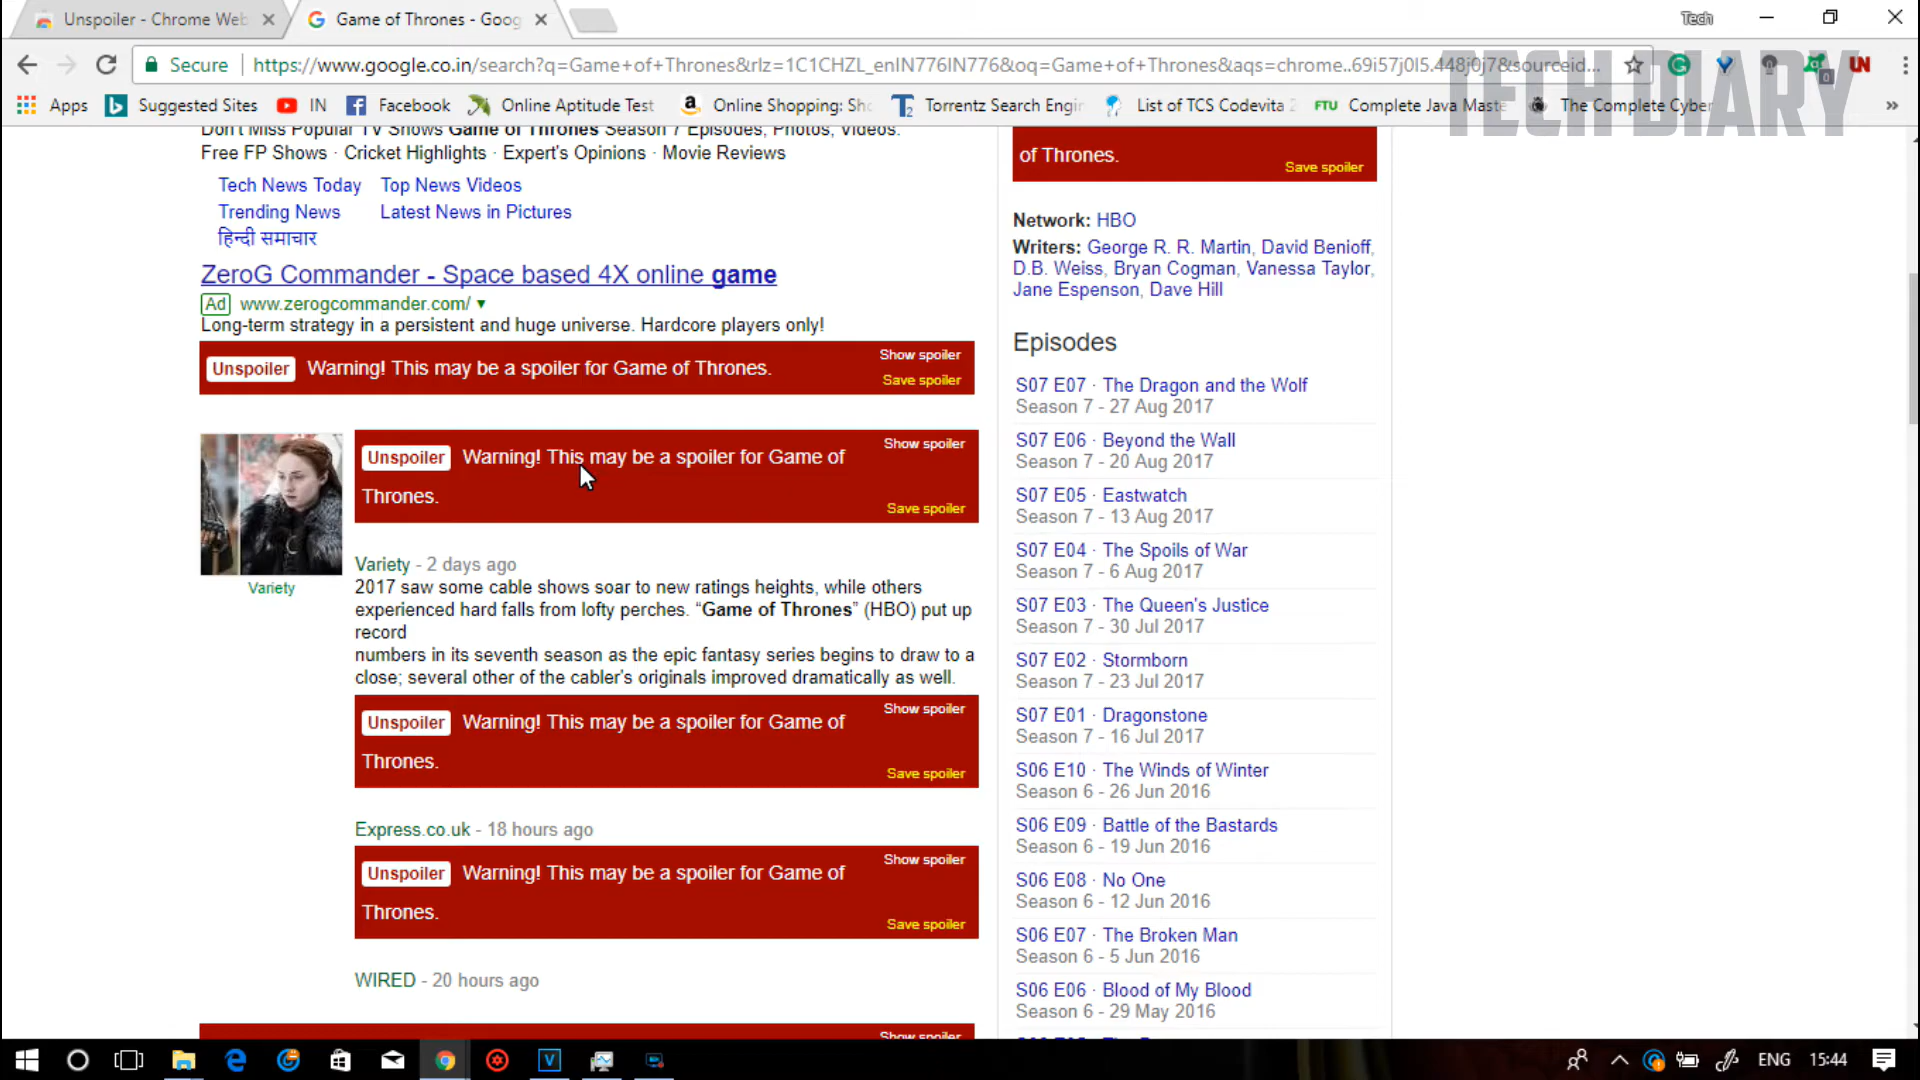 Unspoiler - Chrome Web
Game of Thrones - Goog
Tech
Secure
https://www.google.co.in/search?q=Game+of+Thrones&rlz=1C1CHZL_enIN776IN776&oq=Game+of+Thrones&aqs=chrome..69i57j0l5.448j0j7&sourceid...
TECH DIARY
Apps
Suggested Sites
IN
Facebook
Online Aptitude Test
Online Shopping: Sho
Torrentz Search Engin
List of TCS Codevita 2
FTU Complete Java Maste
The Complete Cyber
Don't Miss Popular TV Shows Game of Thrones Season 7 Episodes, Photos, Videos.
Free FP Shows · Cricket Highlights · Expert's Opinions · Movie Reviews
Tech News Today Top News Videos
Trending News Latest News in Pictures
हिन्दी समाचार
ZeroG Commander - Space based 4X online game
Ad www.zerogcommander.com/
Long-term strategy in a persistent and huge universe. Hardcore players only!
Unspoiler Warning! This may be a spoiler for Game of Thrones.
Show spoiler
Save spoiler
Unspoiler Warning! This may be a spoiler for Game of
Thrones.
Show spoiler
Save spoiler
Variety
Variety - 2 days ago
2017 saw some cable shows soar to new ratings heights, while others
experienced hard falls from lofty perches. “Game of Thrones” (HBO) put up
record
numbers in its seventh season as the epic fantasy series begins to draw to a
close; several other of the cabler's originals improved dramatically as well.
Unspoiler Warning! This may be a spoiler for Game of
Thrones.
Show spoiler
Save spoiler
Express.co.uk - 18 hours ago
Unspoiler Warning! This may be a spoiler for Game of
Thrones.
Show spoiler
Save spoiler
WIRED - 20 hours ago
Show spoiler
of Thrones.
Save spoiler
Network: HBO
Writers: George R. R. Martin, David Benioff,
D.B. Weiss, Bryan Cogman, Vanessa Taylor,
Jane Espenson, Dave Hill
Episodes
S07 E07 · The Dragon and the Wolf
Season 7 - 27 Aug 2017
S07 E06 · Beyond the Wall
Season 7 - 20 Aug 2017
S07 E05 · Eastwatch
Season 7 - 13 Aug 2017
S07 E04 · The Spoils of War
Season 7 - 6 Aug 2017
S07 E03 · The Queen's Justice
Season 7 - 30 Jul 2017
S07 E02 · Stormborn
Season 7 - 23 Jul 2017
S07 E01 · Dragonstone
Season 7 - 16 Jul 2017
S06 E10 · The Winds of Winter
Season 6 - 26 Jun 2016
S06 E09 · Battle of the Bastards
Season 6 - 19 Jun 2016
S06 E08 · No One
Season 6 - 12 Jun 2016
S06 E07 · The Broken Man
Season 6 - 5 Jun 2016
S06 E06 · Blood of My Blood
Season 6 - 29 May 2016
ENG 15:44